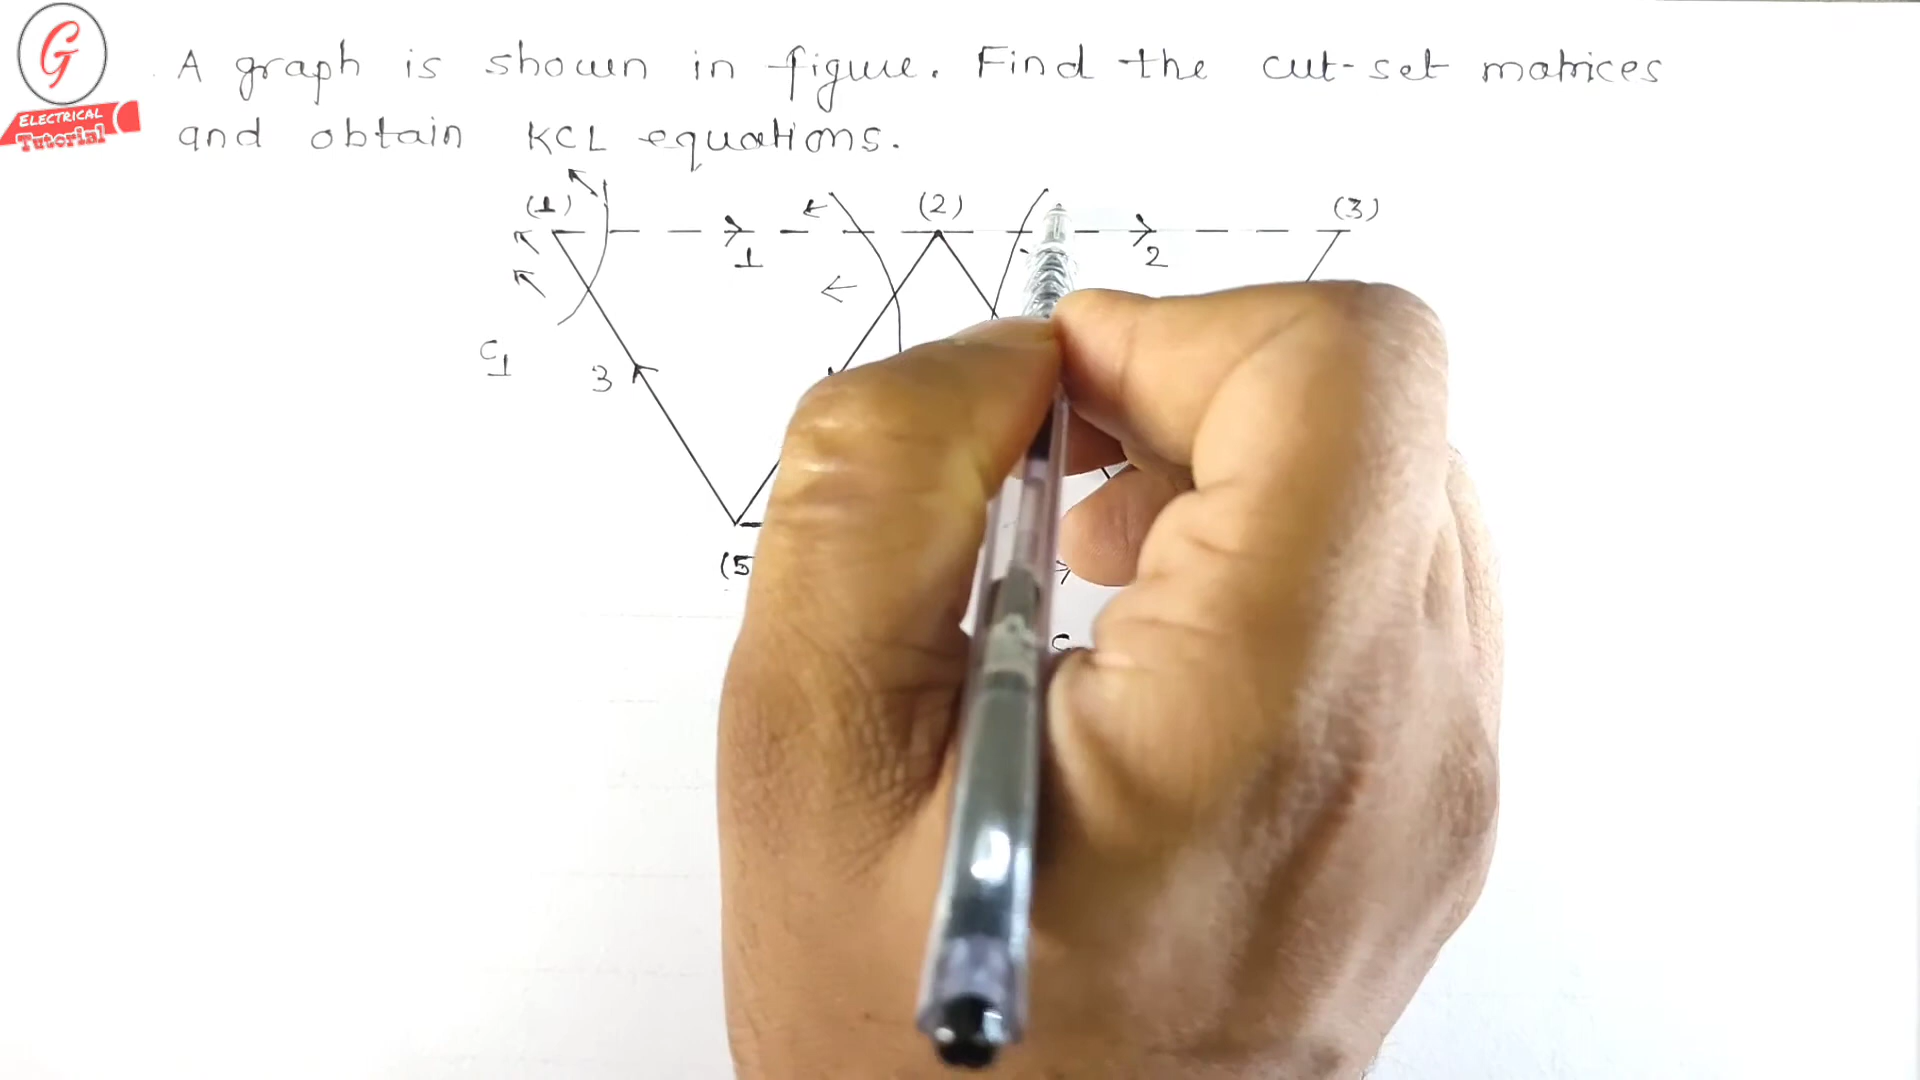 G
ELECTRICAL
Tutorial
A graph is shown in figure. Find the cut-set matrices
and obtain KCL equations.
(1) (2) (3)
1 2
C1
3
(5
C